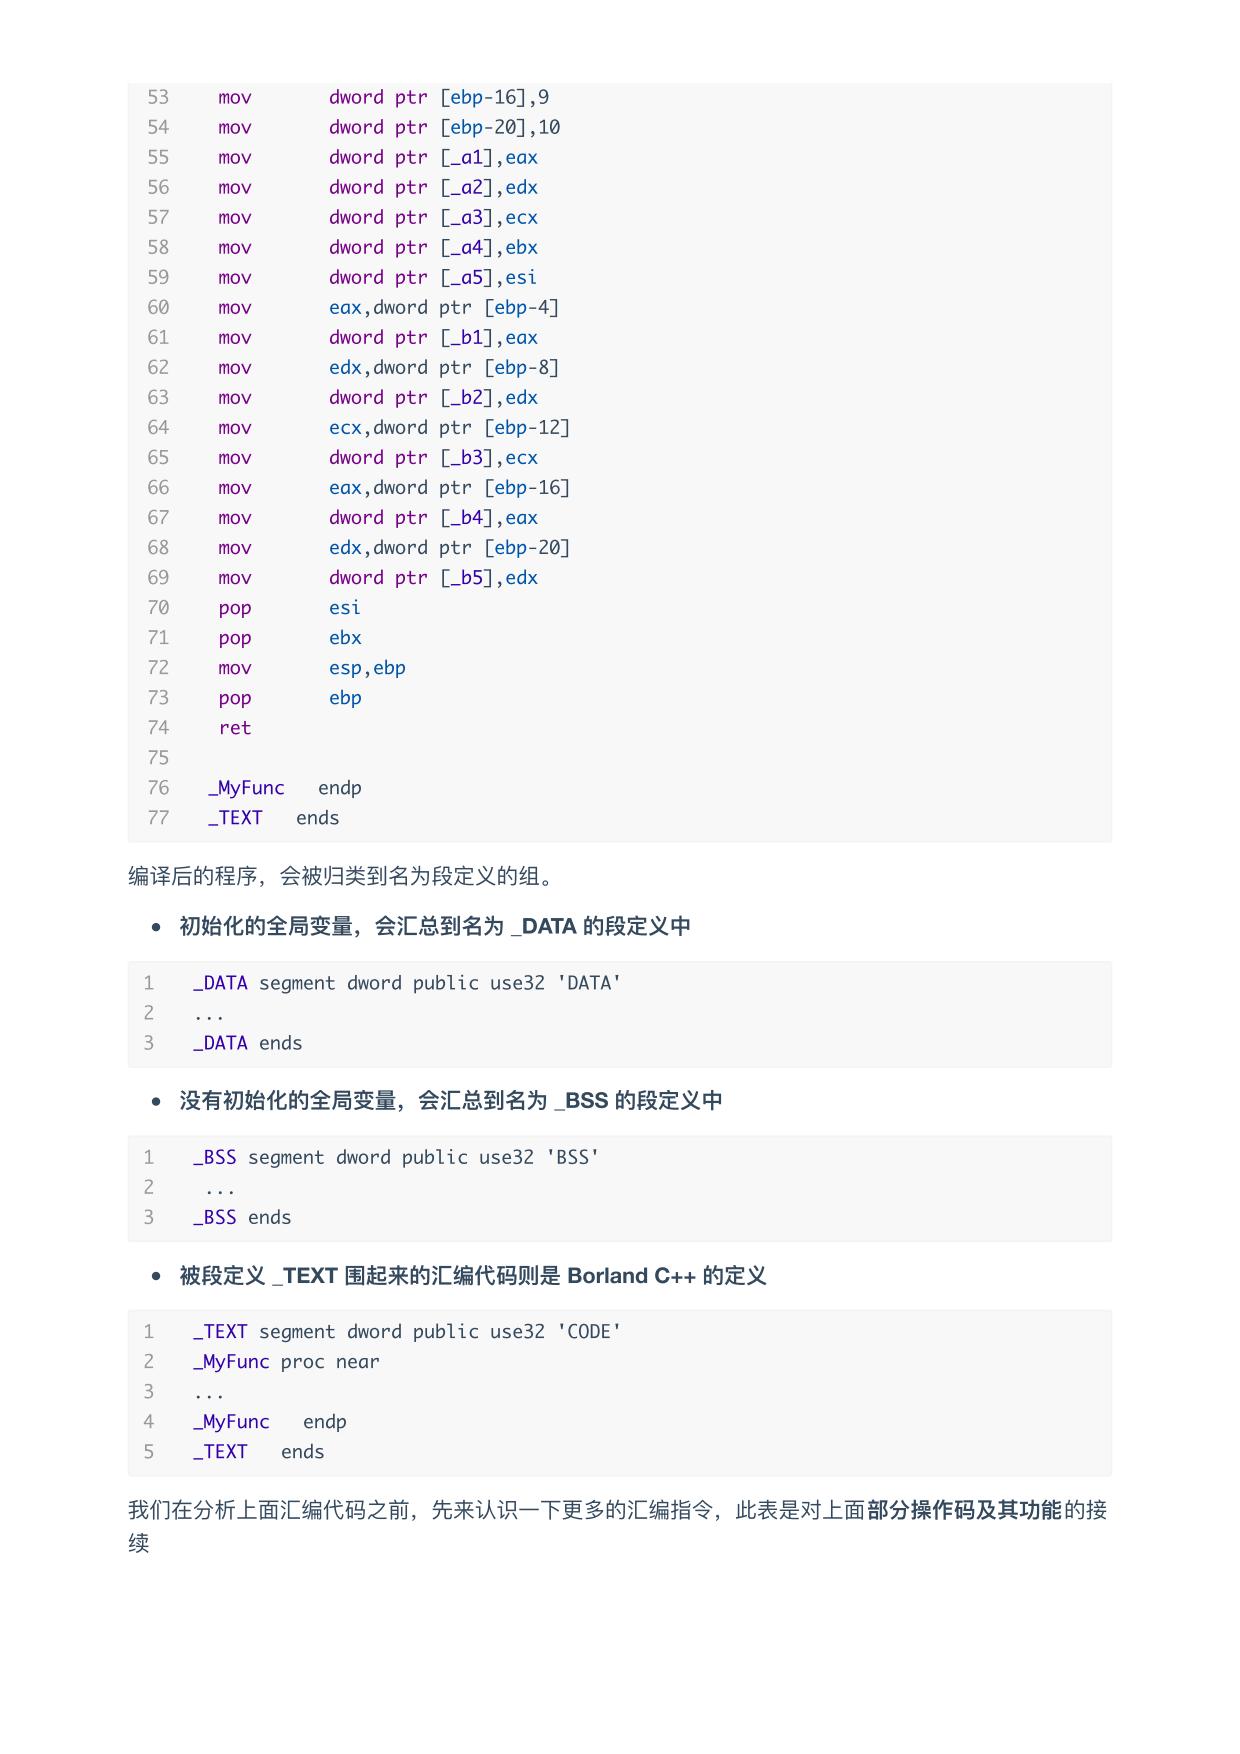 53 mov dword ptr [ebp-16],9
54 mov dword ptr [ebp-20],10
55 mov dword ptr [_a1],eax
56 mov dword ptr [_a2],edx
57 mov dword ptr [_a3],ecx
58 mov dword ptr [_a4],ebx
59 mov dword ptr [_a5],esi
60 mov eax,dword ptr [ebp-4]
61 mov dword ptr [_b1],eax
62 mov edx,dword ptr [ebp-8]
63 mov dword ptr [_b2],edx
64 mov ecx,dword ptr [ebp-12]
65 mov dword ptr [_b3],ecx
66 mov eax,dword ptr [ebp-16]
67 mov dword ptr [_b4],eax
68 mov edx,dword ptr [ebp-20]
69 mov dword ptr [_b5],edx
70 pop esi
71 pop ebx
72 mov esp,ebp
73 pop ebp
74 ret
75
76 _MyFunc endp
77 _TEXT ends
编译后的程序，会被归类到名为段定义的组。
• 初始化的全局变量，会汇总到名为 _DATA 的段定义中
1 _DATA segment dword public use32 'DATA'
2 ...
3 _DATA ends
• 没有初始化的全局变量，会汇总到名为 _BSS 的段定义中
1 _BSS segment dword public use32 'BSS'
2 ...
3 _BSS ends
• 被段定义 _TEXT 围起来的汇编代码则是 Borland C++ 的定义
1 _TEXT segment dword public use32 'CODE'
2 _MyFunc proc near
3 ...
4 _MyFunc endp
5 _TEXT ends
我们在分析上面汇编代码之前，先来认识一下更多的汇编指令，此表是对上面部分操作码及其功能的接
续